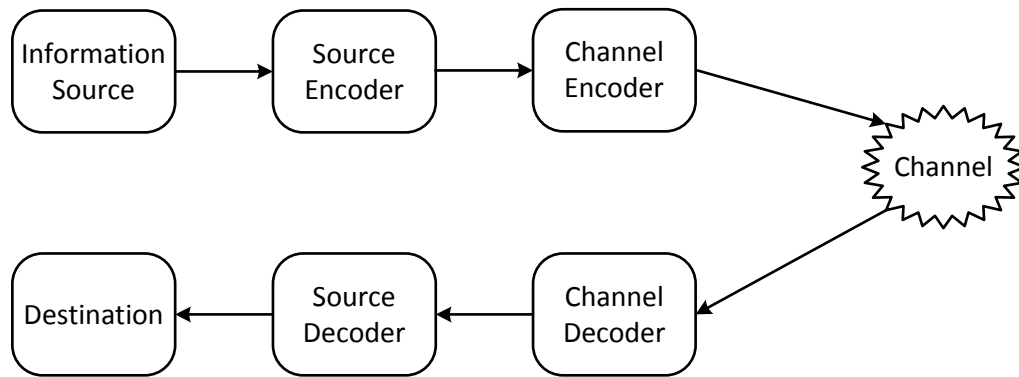 Information
Source
Source
Encoder
Channel
Encoder
Channel
Destination
Source
Decoder
Channel
Decoder